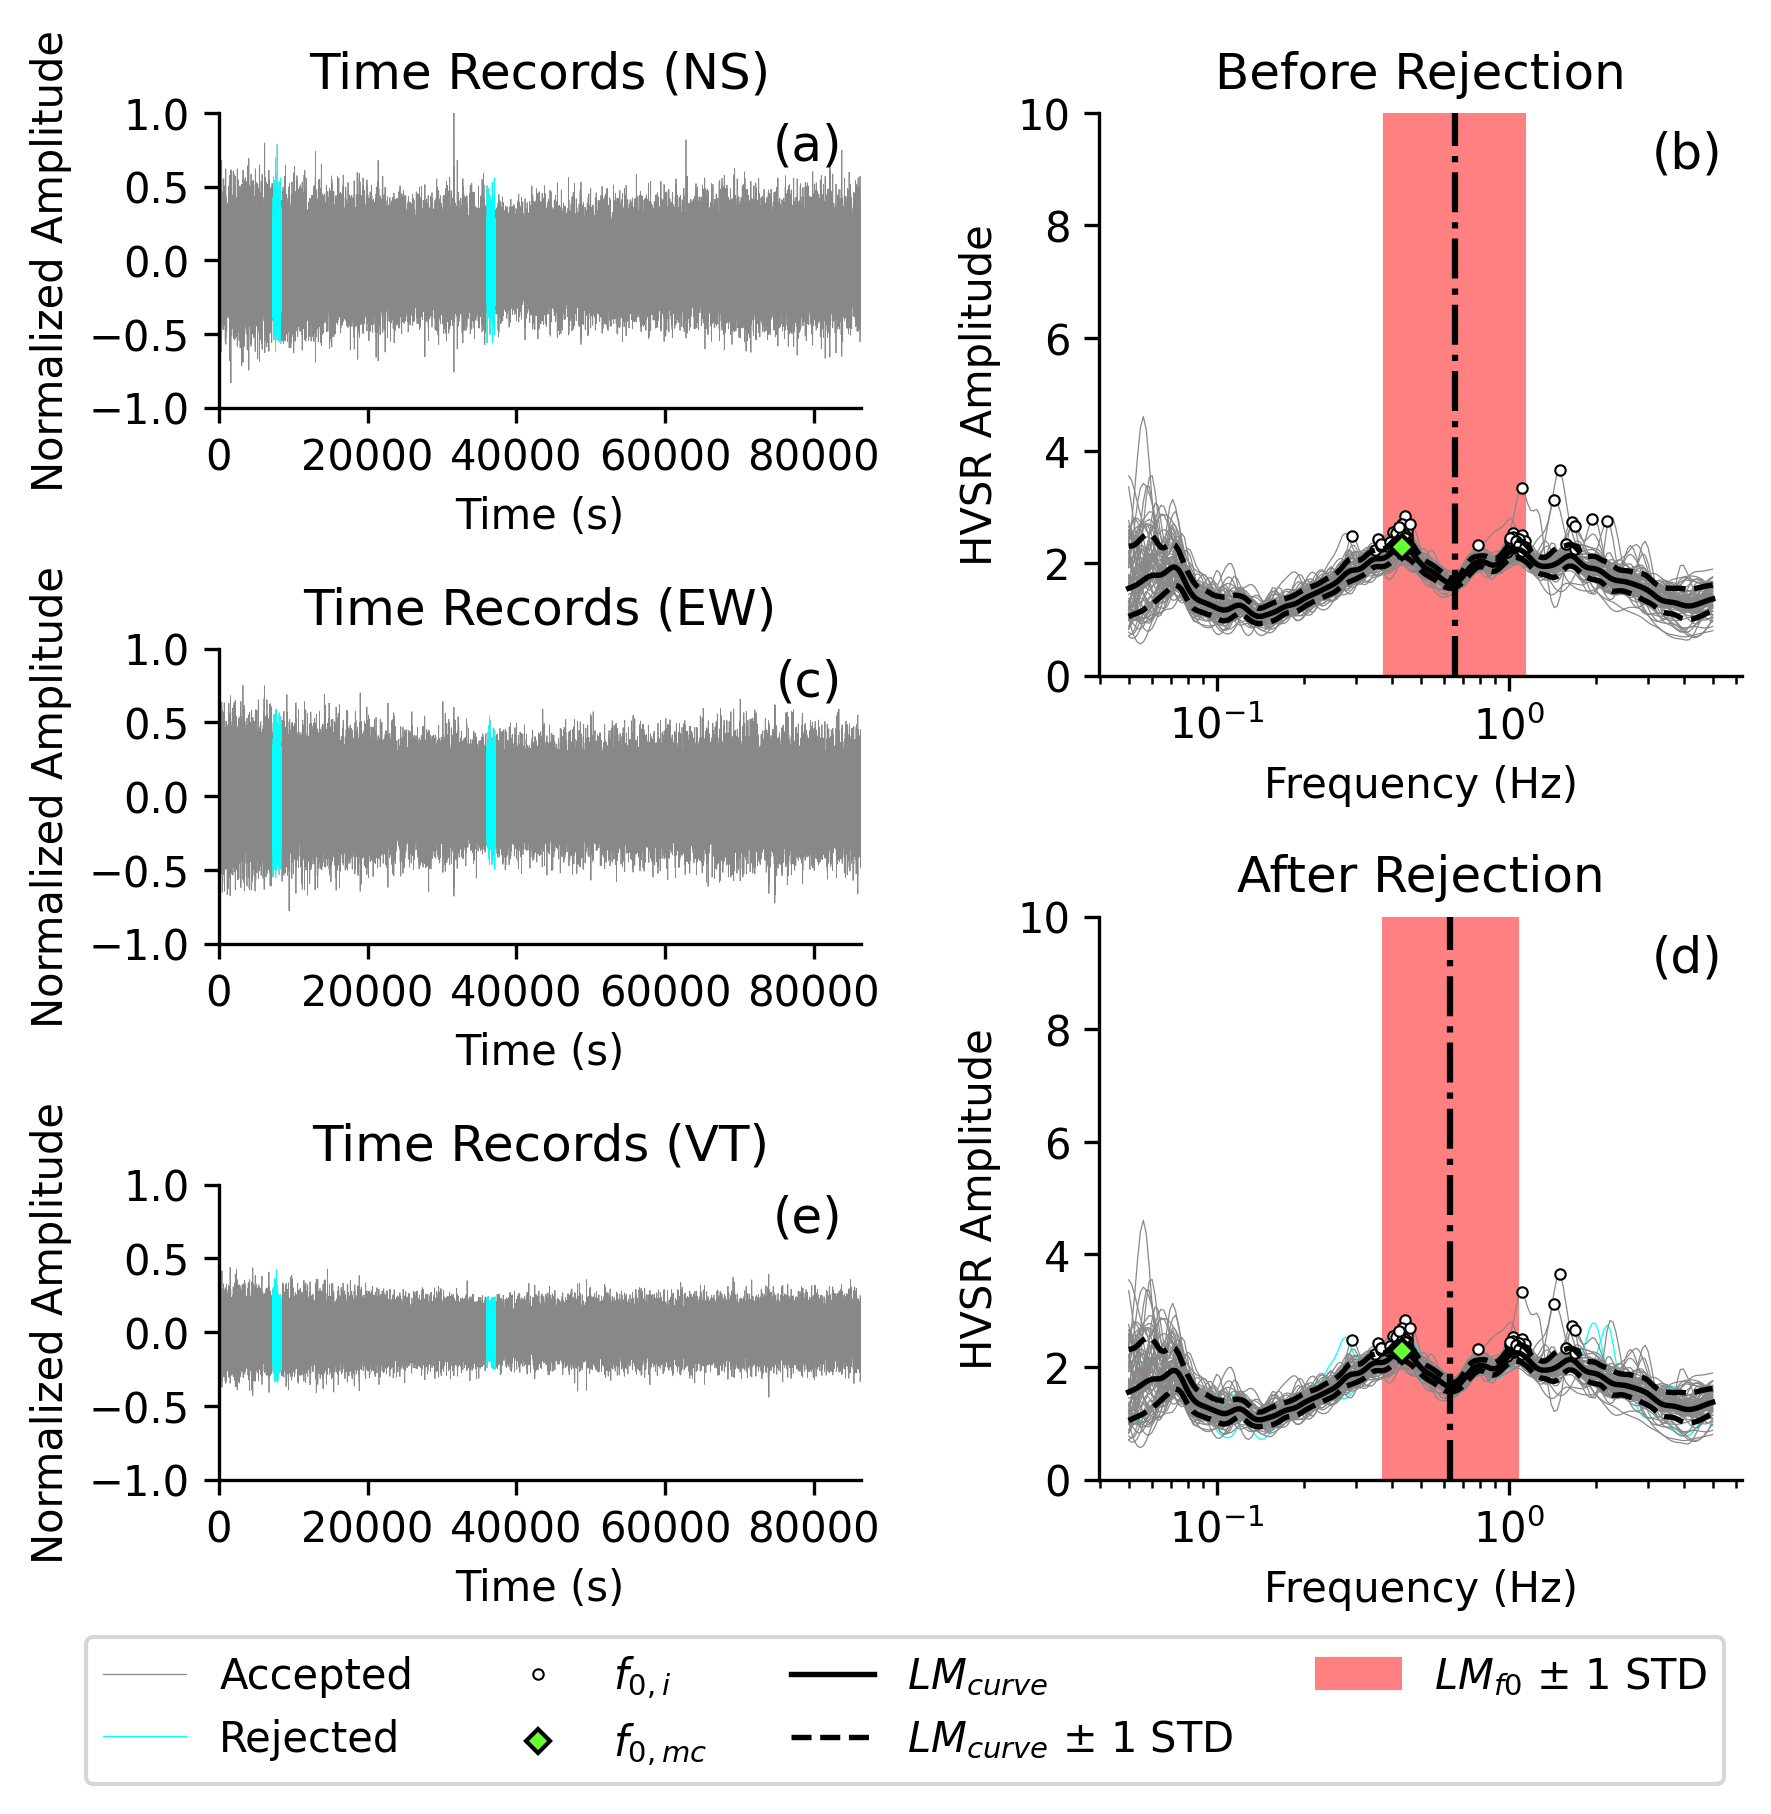 Time Records (NS)
Normalized Amplitude
1.0
0.5
0.0
−0.5
−1.0
(a)
0 20000 40000 60000 80000
Time (s)
Before Rejection
HVSR Amplitude
10
8
6
4
2
0
(b)
10⁻¹ 10⁰
Frequency (Hz)
Time Records (EW)
Normalized Amplitude
1.0
0.5
0.0
−0.5
−1.0
(c)
0 20000 40000 60000 80000
Time (s)
After Rejection
HVSR Amplitude
10
8
6
4
2
0
(d)
10⁻¹ 10⁰
Frequency (Hz)
Time Records (VT)
Normalized Amplitude
1.0
0.5
0.0
−0.5
−1.0
(e)
0 20000 40000 60000 80000
Time (s)
Accepted
Rejected
f0,i
f0,mc
LMcurve
LMcurve ± 1 STD
LMf0 ± 1 STD